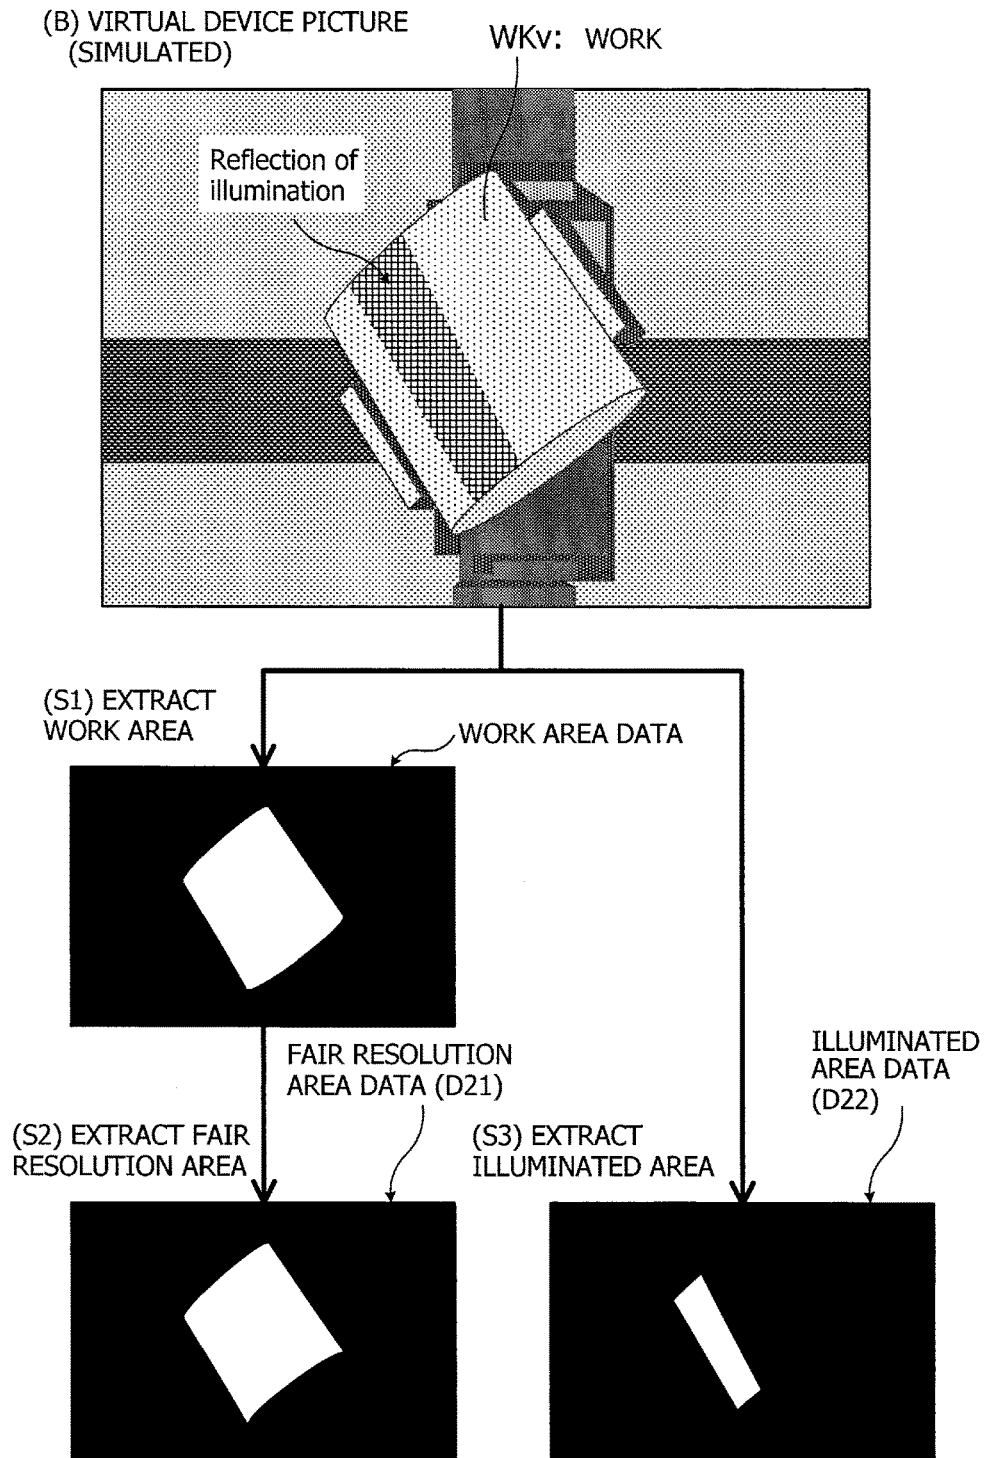 (B) VIRTUAL DEVICE PICTURE
(SIMULATED)
WKv: WORK
Reflection of
illumination
(S1) EXTRACT
WORK AREA
WORK AREA DATA
FAIR RESOLUTION
AREA DATA (D21)
ILLUMINATED
AREA DATA
(D22)
(S2) EXTRACT FAIR
RESOLUTION AREA
(S3) EXTRACT
ILLUMINATED AREA